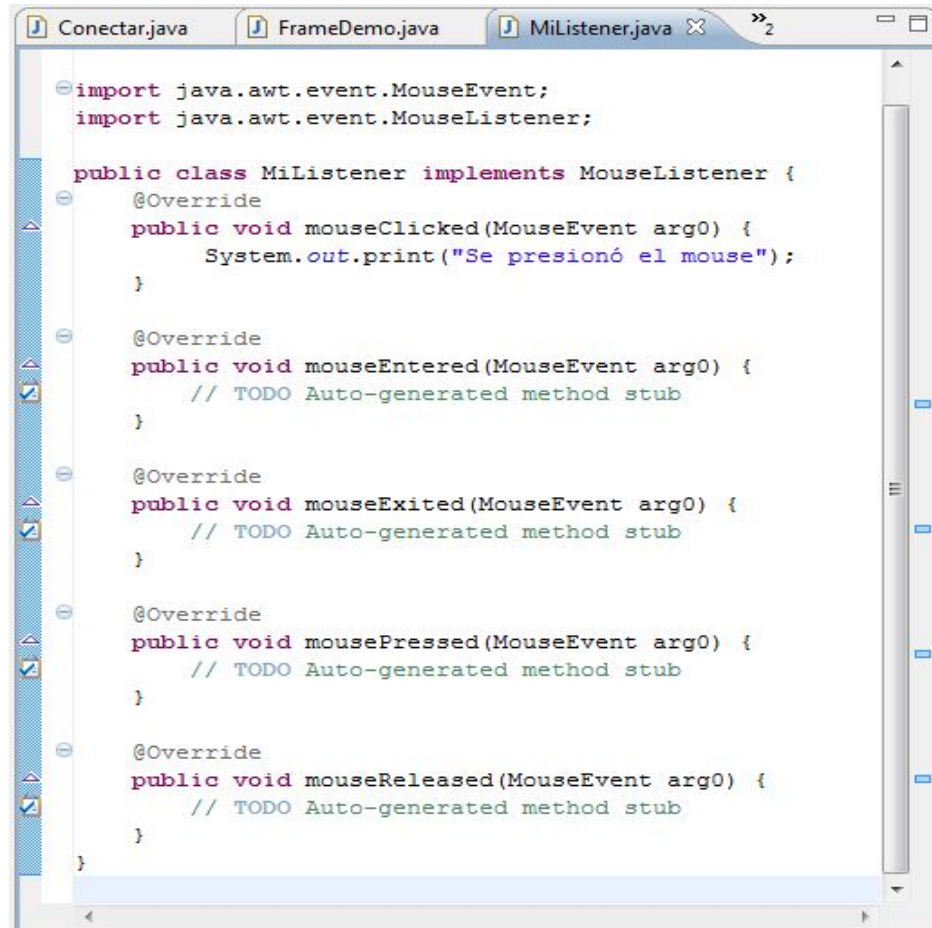 Conectar.java FrameDemo.java MiListener.java »2
import java.awt.event.MouseEvent;
import java.awt.event.MouseListener;
public class MiListener implements MouseListener {
@Override
public void mouseClicked(MouseEvent arg0) {
System.out.print("Se presionó el mouse");
}
@Override
public void mouseEntered(MouseEvent arg0) {
// TODO Auto-generated method stub
}
@Override
public void mouseExited(MouseEvent arg0) {
// TODO Auto-generated method stub
}
@Override
public void mousePressed(MouseEvent arg0) {
// TODO Auto-generated method stub
}
@Override
public void mouseReleased(MouseEvent arg0) {
// TODO Auto-generated method stub
}
}